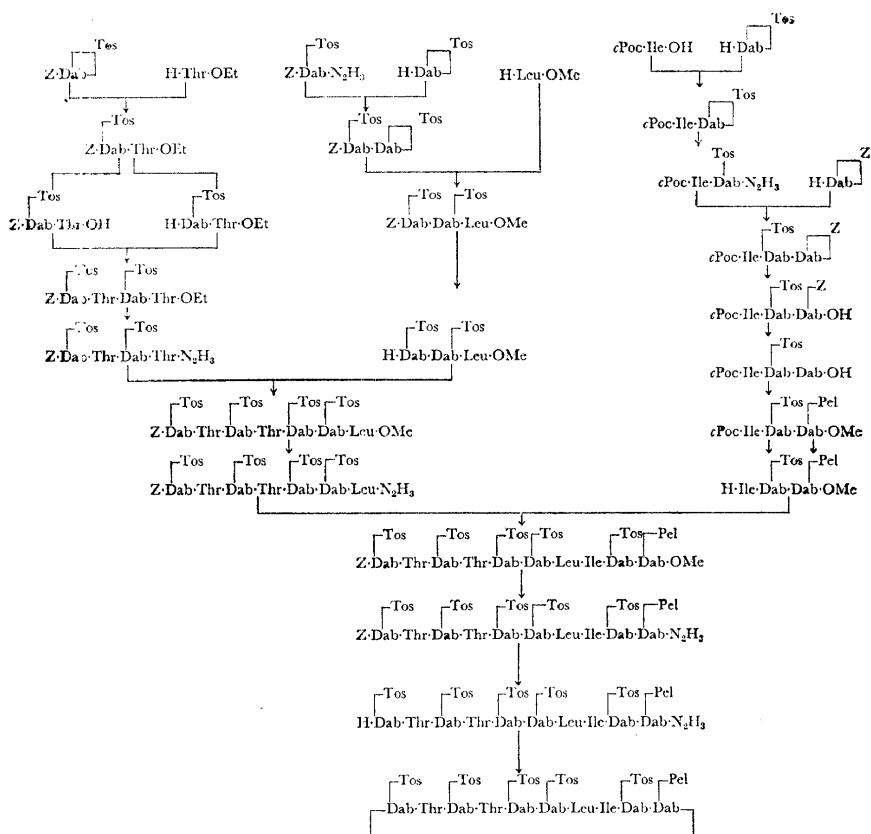 Tos Tos
Z·Dab H·Thr·OEt Z·Dab·N₂H₃ H·Dab H·Leu·OMe cPoc·Ile·OH H·Dab
Tos Tos
Tos Tos
cPoc·Ile·Dab
Tos Tos Tos
Z·Dab·Thr·OEt Z·Dab·Dab
Tos Z
cPoc·Ile·Dab·N₂H₃ H·Dab
Tos Tos Tos Tos
Z·Dab·Thr·OH H·Dab·Thr·OEt Z·Dab·Dab·Leu·OMe
Tos Z
cPoc·Ile·Dab·Dab
Tos Tos
Z·Dab·Thr·Dab·Thr·OEt
Tos Z
cPoc·Ile·Dab·Dab·OH
Tos Tos Tos Tos
Z·Dab·Thr·Dab·Thr·N₂H₃ H·Dab·Dab·Leu·OMe
Tos
cPoc·Ile·Dab·Dab·OH
Tos Tos Tos Tos Tos Pel
Z·Dab·Thr·Dab·Thr·Dab·Dab·Leu·OMe cPoc·Ile·Dab·Dab·OMe
Tos Tos Tos Tos Tos Pel
Z·Dab·Thr·Dab·Thr·Dab·Dab·Leu·N₂H₃ H·Ile·Dab·Dab·OMe
Tos Tos Tos Tos Tos Pel
Z·Dab·Thr·Dab·Thr·Dab·Dab·Leu·Ile·Dab·Dab·OMe
Tos Tos Tos Tos Tos Pel
Z·Dab·Thr·Dab·Thr·Dab·Dab·Leu·Ile·Dab·Dab·N₂H₃
Tos Tos Tos Tos Tos Pel
H·Dab·Thr·Dab·Thr·Dab·Dab·Leu·Ile·Dab·Dab·N₂H₃
Tos Tos Tos Tos Tos Pel
Dab·Thr·Dab·Thr·Dab·Dab·Leu·Ile·Dab·Dab